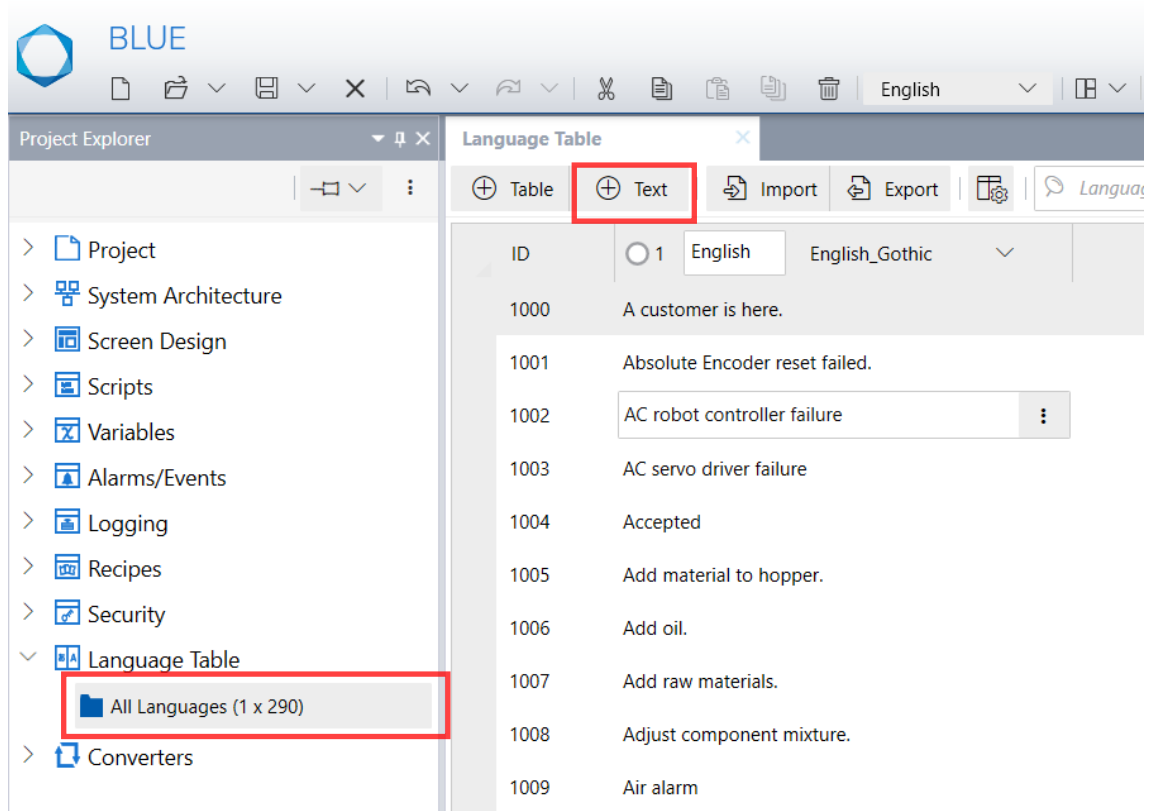 BLUE
English
Project Explorer
Language Table
Table
Text
Import
Export
Project
System Architecture
Screen Design
Scripts
Variables
Alarms/Events
Logging
Recipes
Security
Language Table
All Languages (1 x 290)
Converters
ID
1
English
English_Gothic
1000 A customer is here.
1001 Absolute Encoder reset failed.
1002 AC robot controller failure
1003 AC servo driver failure
1004 Accepted
1005 Add material to hopper.
1006 Add oil.
1007 Add raw materials.
1008 Adjust component mixture.
1009 Air alarm